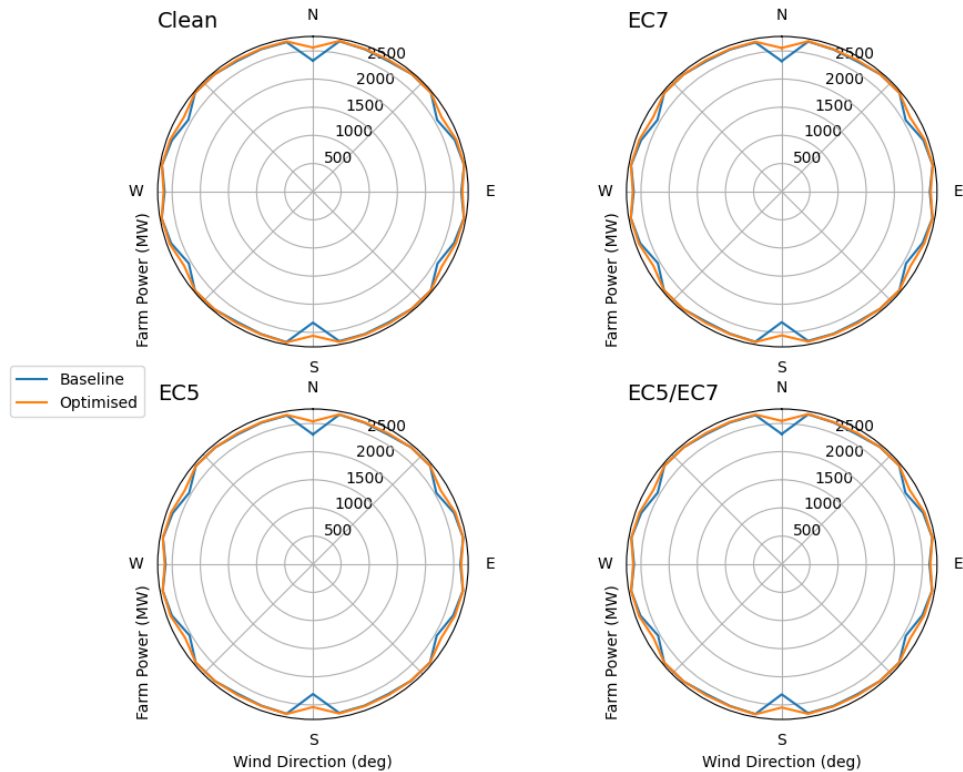 Clean
N
2500
2000
1500
1000
500
W
E
S
Farm Power (MW)
EC7
N
2500
2000
1500
1000
500
W
E
S
Farm Power (MW)
Baseline
Optimised
EC5
N
2500
2000
1500
1000
500
W
E
S
Farm Power (MW)
Wind Direction (deg)
EC5/EC7
N
2500
2000
1500
1000
500
W
E
S
Farm Power (MW)
Wind Direction (deg)